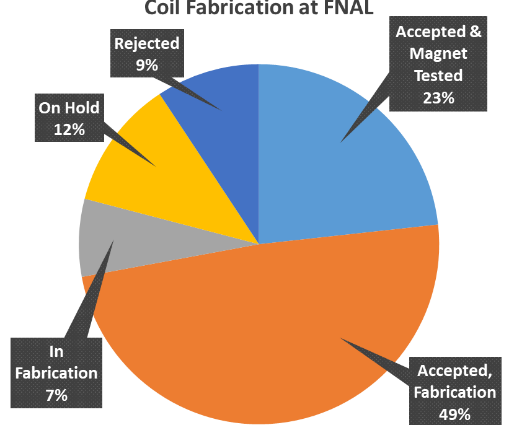 Coil Fabrication at FNAL
Rejected
9%
Accepted &
Magnet
Tested
23%
On Hold
12%
In
Fabrication
7%
Accepted,
Fabrication
49%